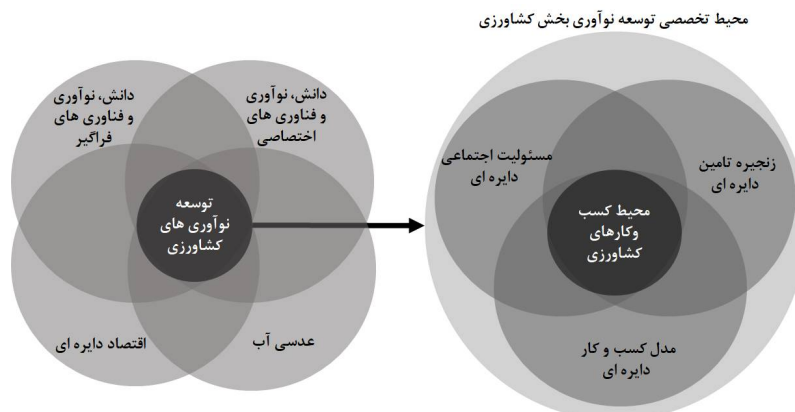 محیط تخصصی توسعه نوآوری بخش کشاورزی
دانش، نوآوری
و فناوری های
اختصاصی
دانش، نوآوری
و فناوری های
فراگیر
توسعه
نوآوری های
کشاورزی
عدسی آب
اقتصاد دایره ای
زنجیره تامین
دایره ای
مسئولیت اجتماعی
دایره ای
محیط کسب
وکارهای
کشاورزی
مدل کسب و کار
دایره ای